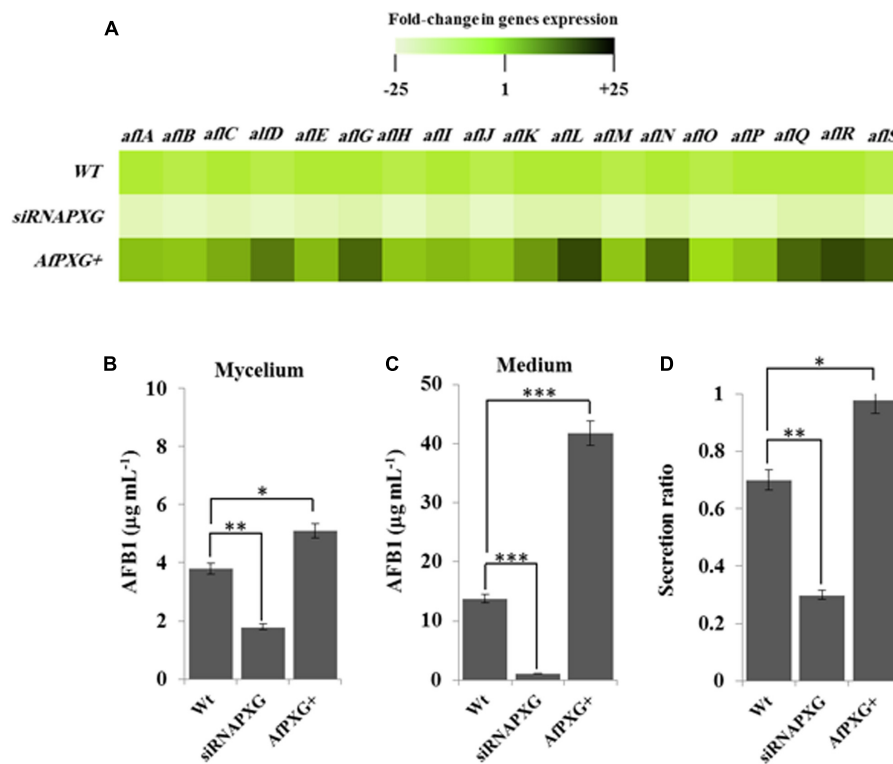 A
Fold-change in genes expression
-25 1 +25
aflA aflB aflC alfD aflE aflG aflH aflI aflJ aflK aflL aflM aflN aflO aflP aflQ aflR aflS
WT
siRNAPXG
AfPXG+
B
Mycelium
AFB1 (µg mL-1)
10
8
6
4
2
0
*
**
Wt siRNAPXG AfPXG+
C
Medium
AFB1 (µg mL-1)
50
40
30
20
10
0
***
***
Wt siRNAPXG AfPXG+
D
Secretion ratio
1
0.8
0.6
0.4
0.2
0
*
**
Wt siRNAPXG AfPXG+